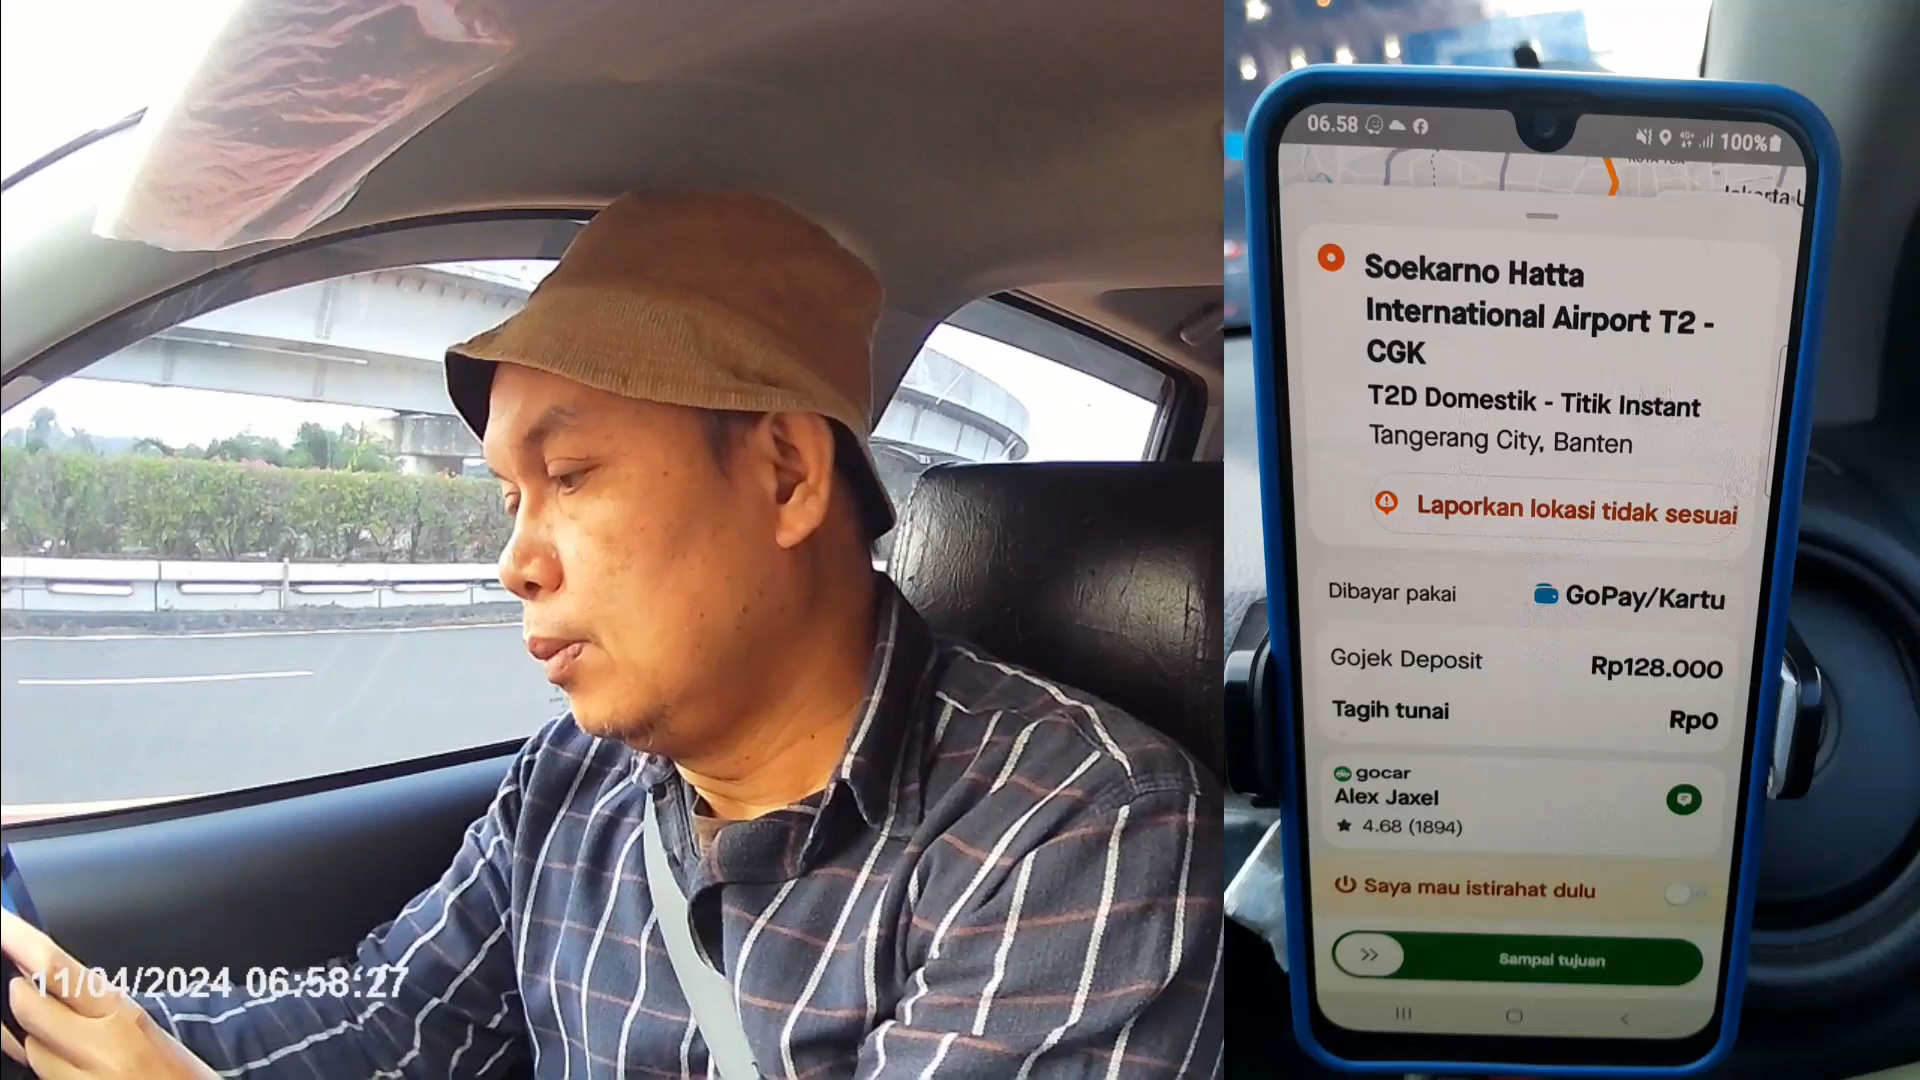 11/04/2024 06:58:27
06.58
4G+
100%
Soekarno Hatta
International Airport T2 -
CGK
T2D Domestik - Titik Instant
Tangerang City, Banten
Laporkan lokasi tidak sesuai
Dibayar pakai
GoPay/Kartu
Gojek Deposit
Rp128.000
Tagih tunai
Rp0
gocar
Alex Jaxel
4.68 (1894)
Saya mau istirahat dulu
Sampai tujuan